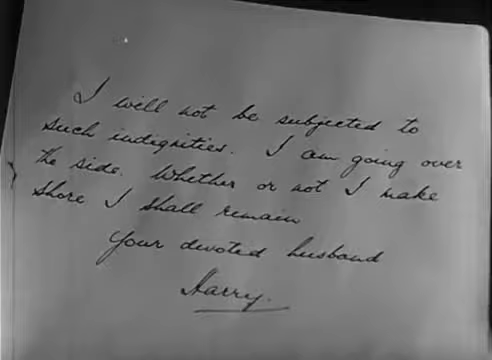 I will not be subjected to
such indignities. I am going over
the side. Whether or not I make
shore I shall remain
Your devoted husband
Harry.